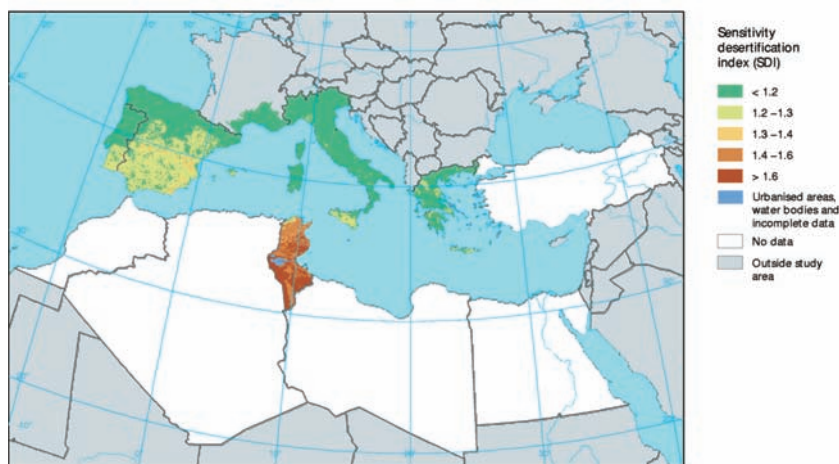 Sensitivity
desertification
index (SDI)
< 1.2
1.2 –1.3
1.3 –1.4
1.4 –1.6
> 1.6
Urbanised areas,
water bodies and
incomplete data
No data
Outside study
area